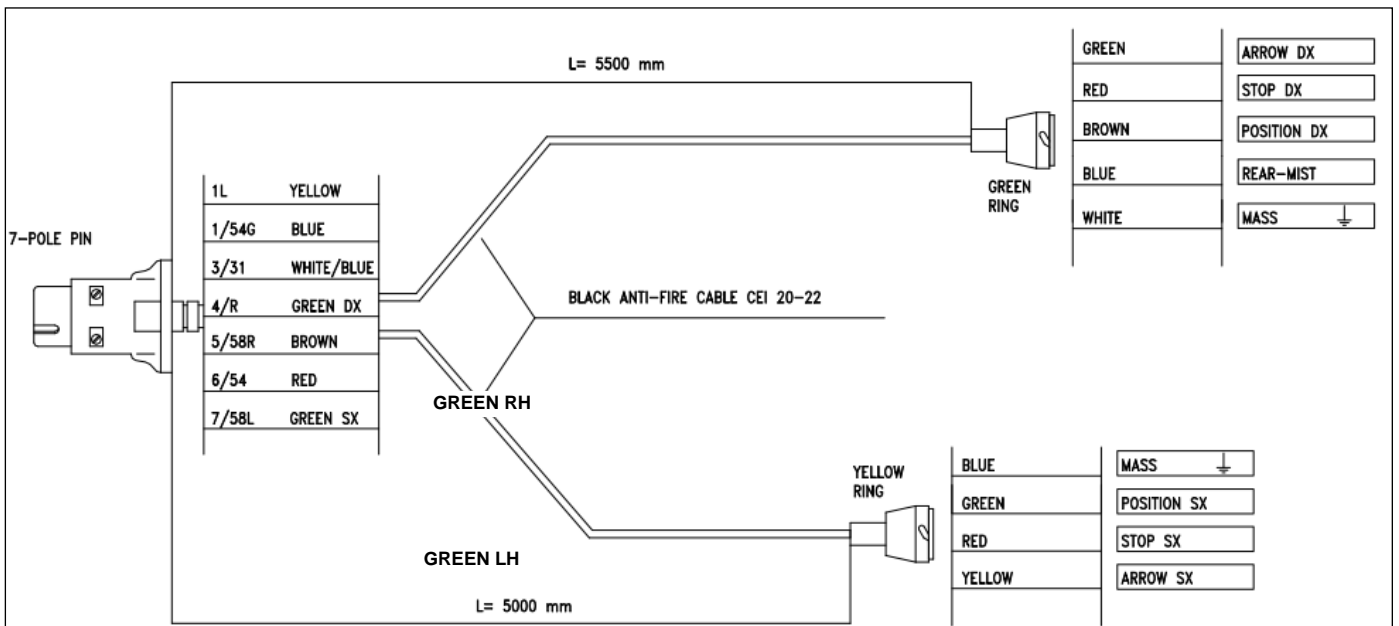 L= 5500 mm
7-POLE PIN
1L YELLOW
1/54G BLUE
3/31 WHITE/BLUE
4/R GREEN DX
5/58R BROWN
6/54 RED
7/58L GREEN SX
GREEN
RING
GREEN ARROW DX
RED STOP DX
BROWN POSITION DX
BLUE REAR-MIST
WHITE MASS
BLACK ANTI-FIRE CABLE CEI 20-22
GREEN RH
GREEN LH
YELLOW
RING
BLUE MASS
GREEN POSITION SX
RED STOP SX
YELLOW ARROW SX
L= 5000 mm